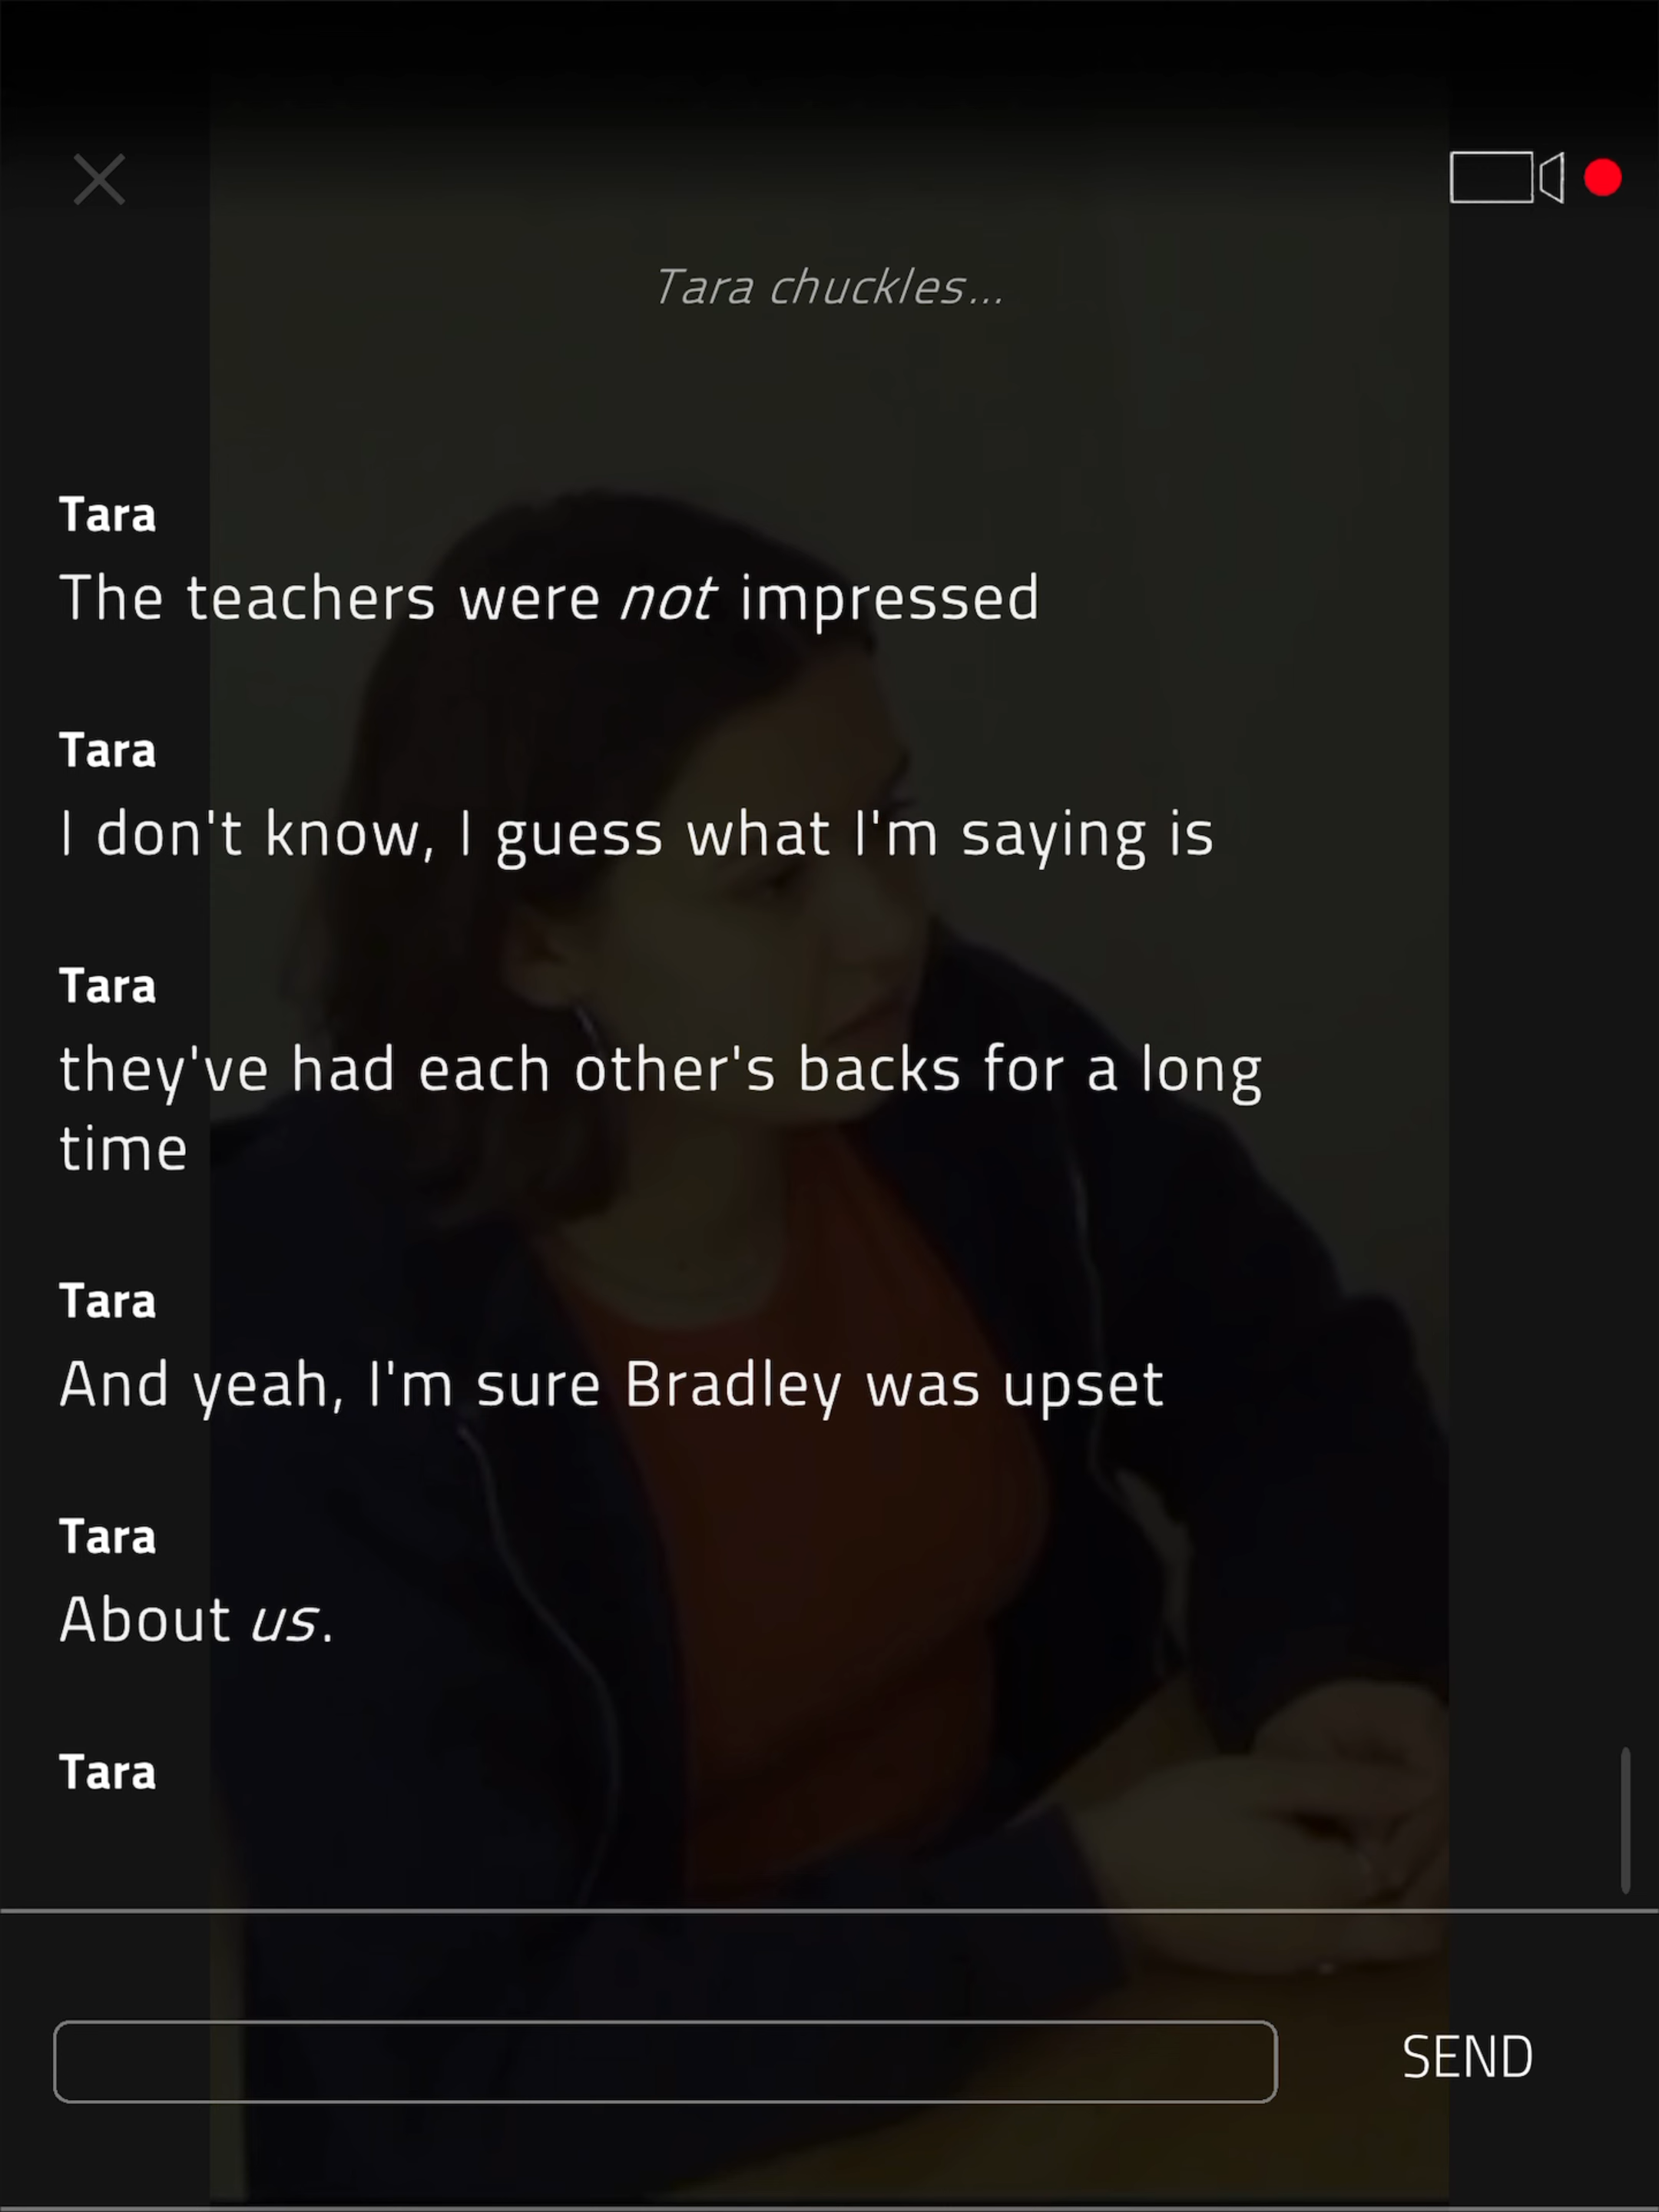 Tara chuckles...
Tara
The teachers were not impressed
Tara
I don't know, I guess what I'm saying is
Tara
they've had each other's backs for a long
time
Tara
And yeah, I'm sure Bradley was upset
Tara
About us.
Tara
SEND